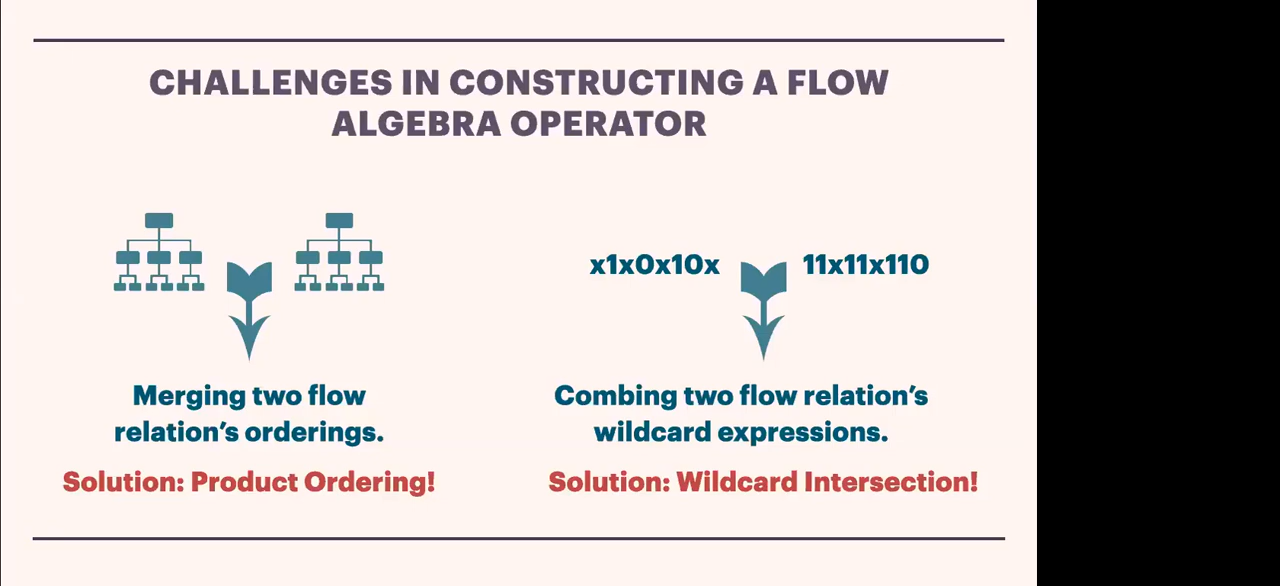 CHALLENGES IN CONSTRUCTING A FLOW
ALGEBRA OPERATOR
x1x0x10x
11x11x110
Merging two flow
relation's orderings.
Solution: Product Ordering!
Combing two flow relation's
wildcard expressions.
Solution: Wildcard Intersection!